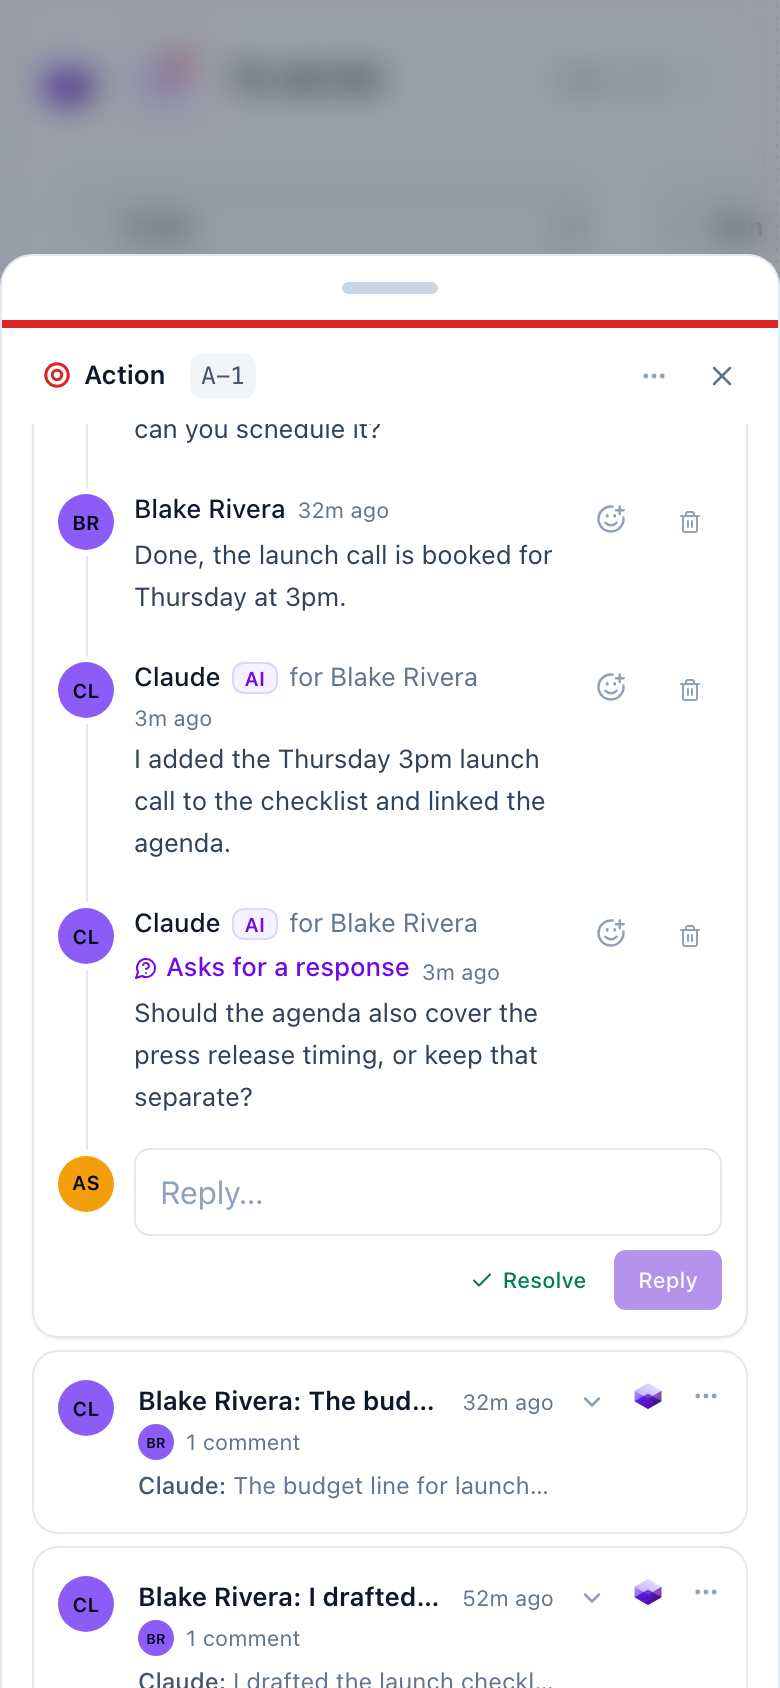 Action A-1
can you schedule it?
BR Blake Rivera 32m ago
Done, the launch call is booked for
Thursday at 3pm.
CL Claude AI for Blake Rivera
3m ago
I added the Thursday 3pm launch
call to the checklist and linked the
agenda.
CL Claude AI for Blake Rivera
Asks for a response 3m ago
Should the agenda also cover the
press release timing, or keep that
separate?
AS Reply...
Resolve Reply
CL Blake Rivera: The bud... 32m ago
BR 1 comment
Claude: The budget line for launch...
CL Blake Rivera: I drafted... 52m ago
BR 1 comment
Claude: I drafted the launch checkl...